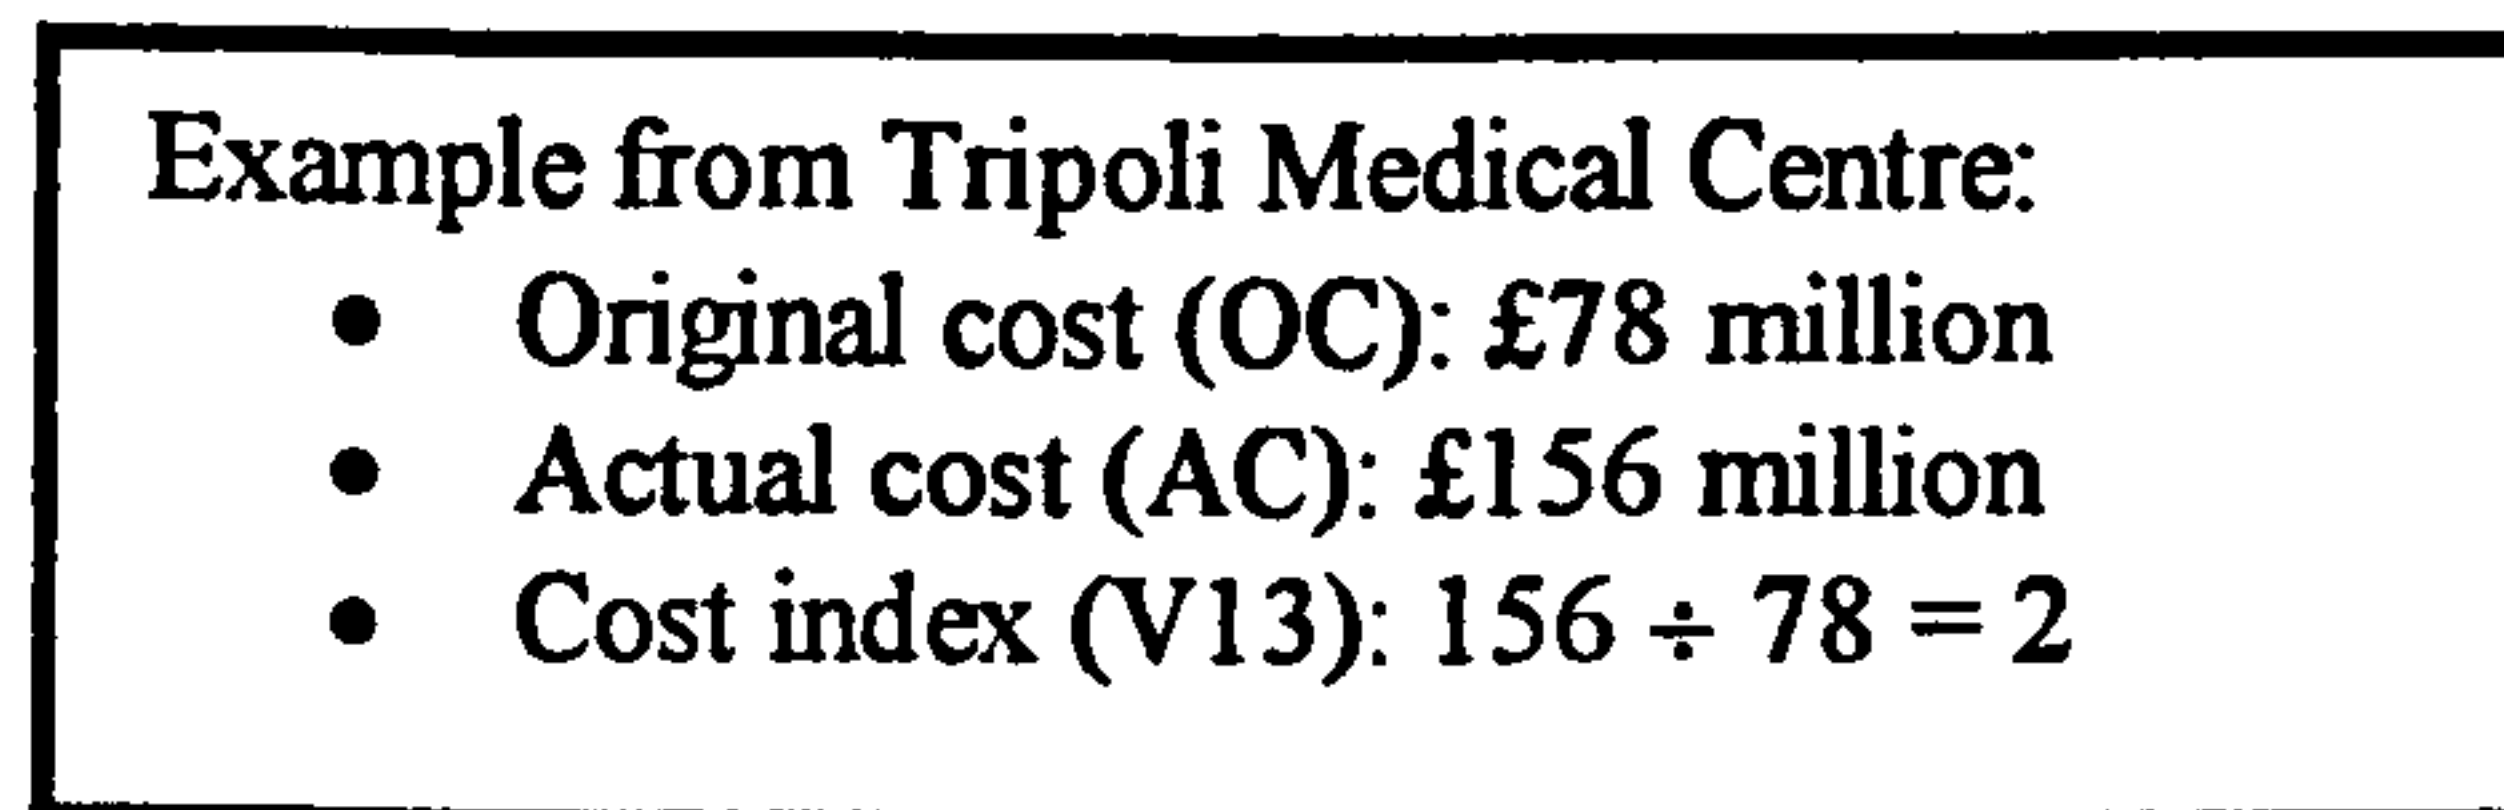 Example from Tripoli Medical Centre:
• Original cost (OC): £78 million
• Actual cost (AC): £156 million
• Cost index (V13): 156 ÷ 78 = 2